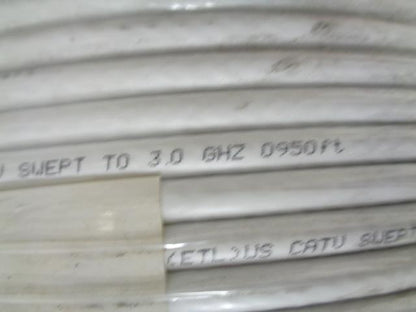 SWEPT TO 3.0 GHZ 0950ft
(ETL)US CATV SWEPT